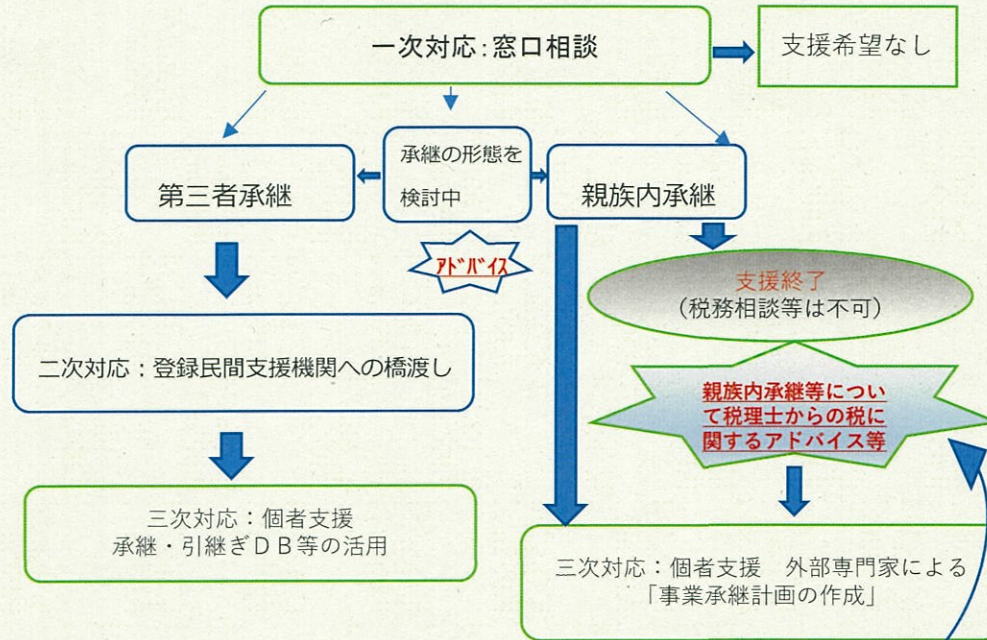 一次対応：窓口相談
支援希望なし
承継の形態を
検討中
第三者承継
親族内承継
ｱﾄﾞﾊﾞｲｽ
支援終了
(税務相談等は不可)
二次対応：登録民間支援機関への橋渡し
親族内承継等につい
て税理士からの税に
関するアドバイス等
三次対応：個者支援
承継・引継ぎＤＢ等の活用
三次対応：個者支援　外部専門家による
「事業承継計画の作成」